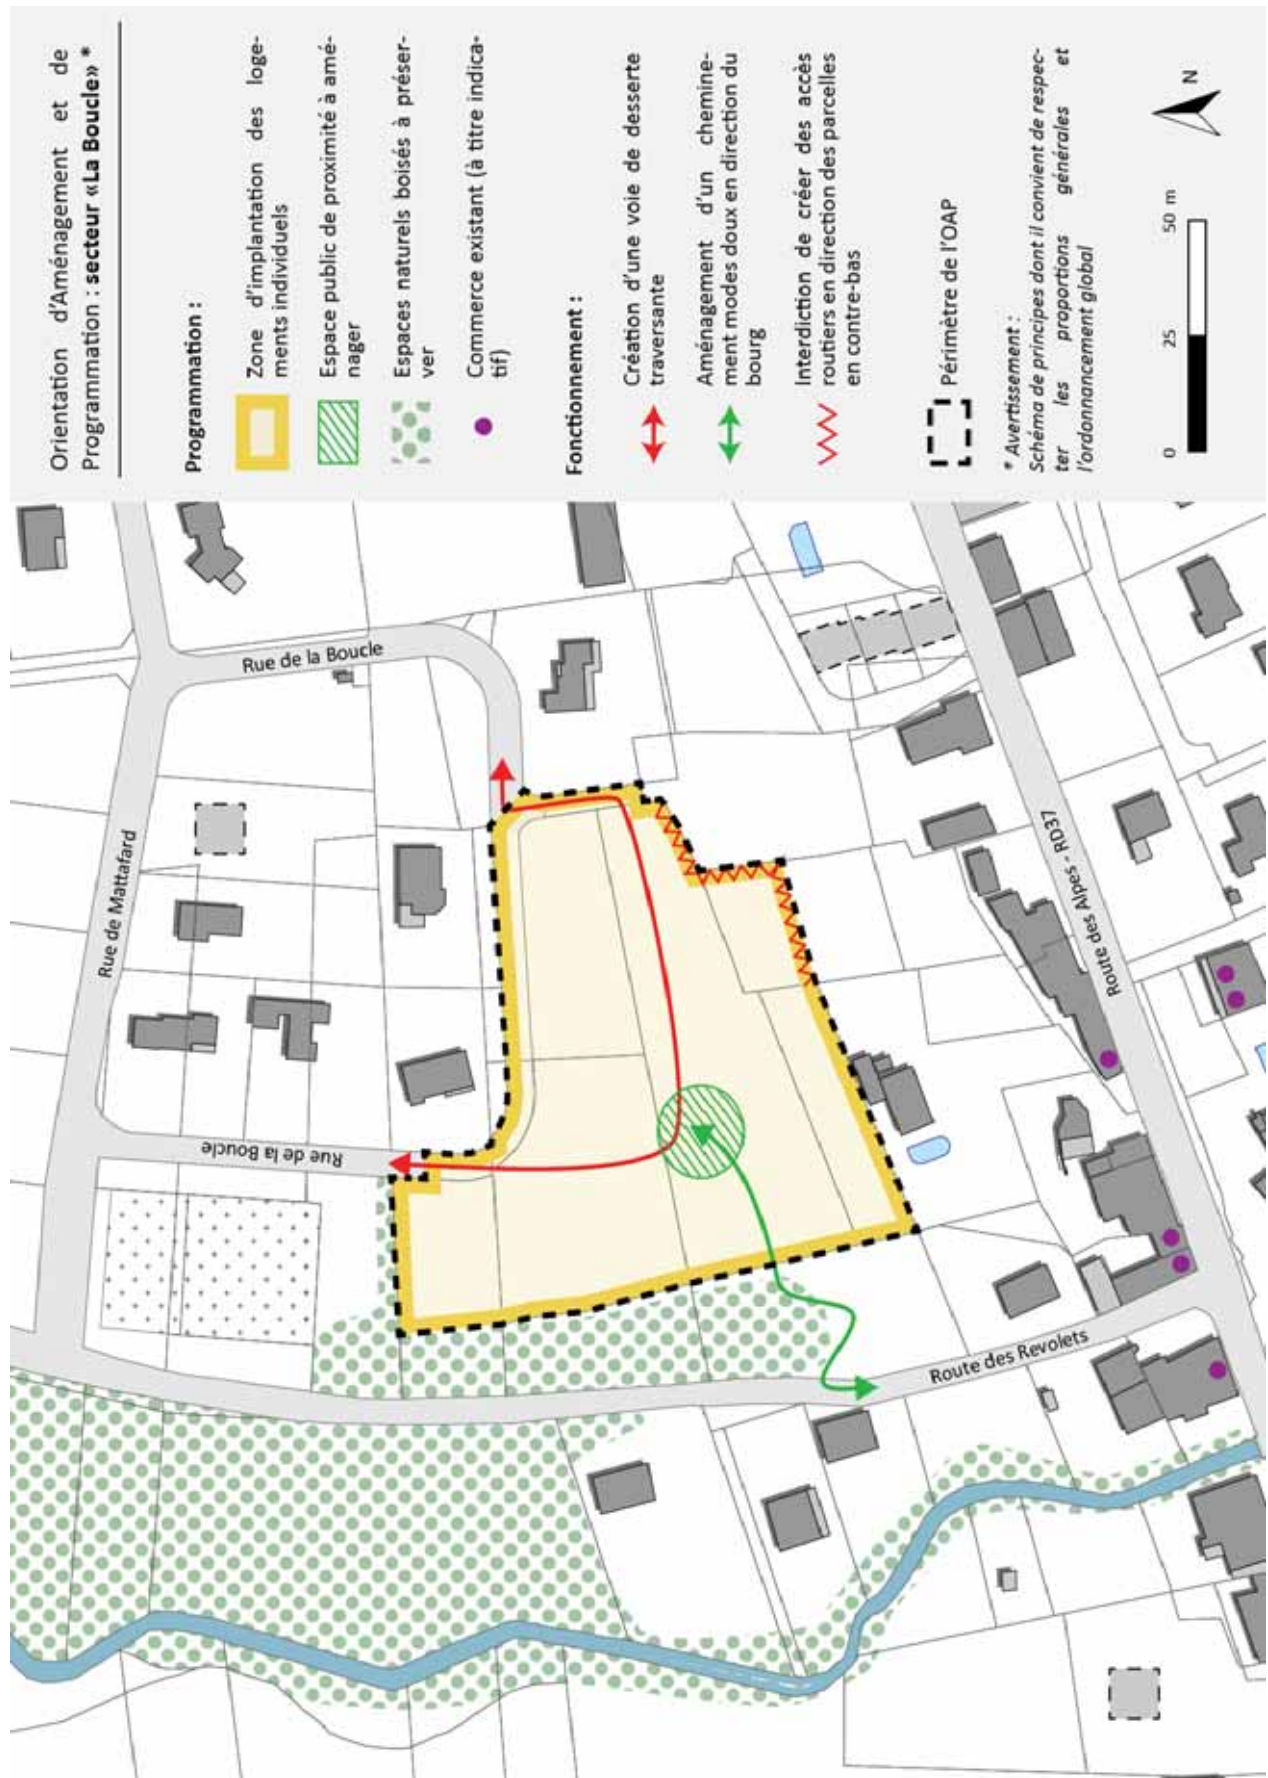 Orientation d'Aménagement et de
Programmation : secteur «La Boucle» *
Programmation :
Zone d'implantation des loge-
ments individuels
Espace public de proximité à amé-
nager
Espaces naturels boisés à préser-
ver
Commerce existant (à titre indica-
tif)
Fonctionnement :
Création d'une voie de desserte
traversante
Aménagement d'un chemine-
ment modes doux en direction du
bourg
Interdiction de créer des accès
routiers en direction des parcelles
en contre-bas
Périmètre de l'OAP
* Avertissement :
Schéma de principes dont il convient de respec-
ter les proportions générales et
l'ordonnancement global
0 25 50 m
N
Rue de la Boucle
Rue de Mattafard
Rue de la Boucle
Route des Alpes - RD37
Route des Revolets